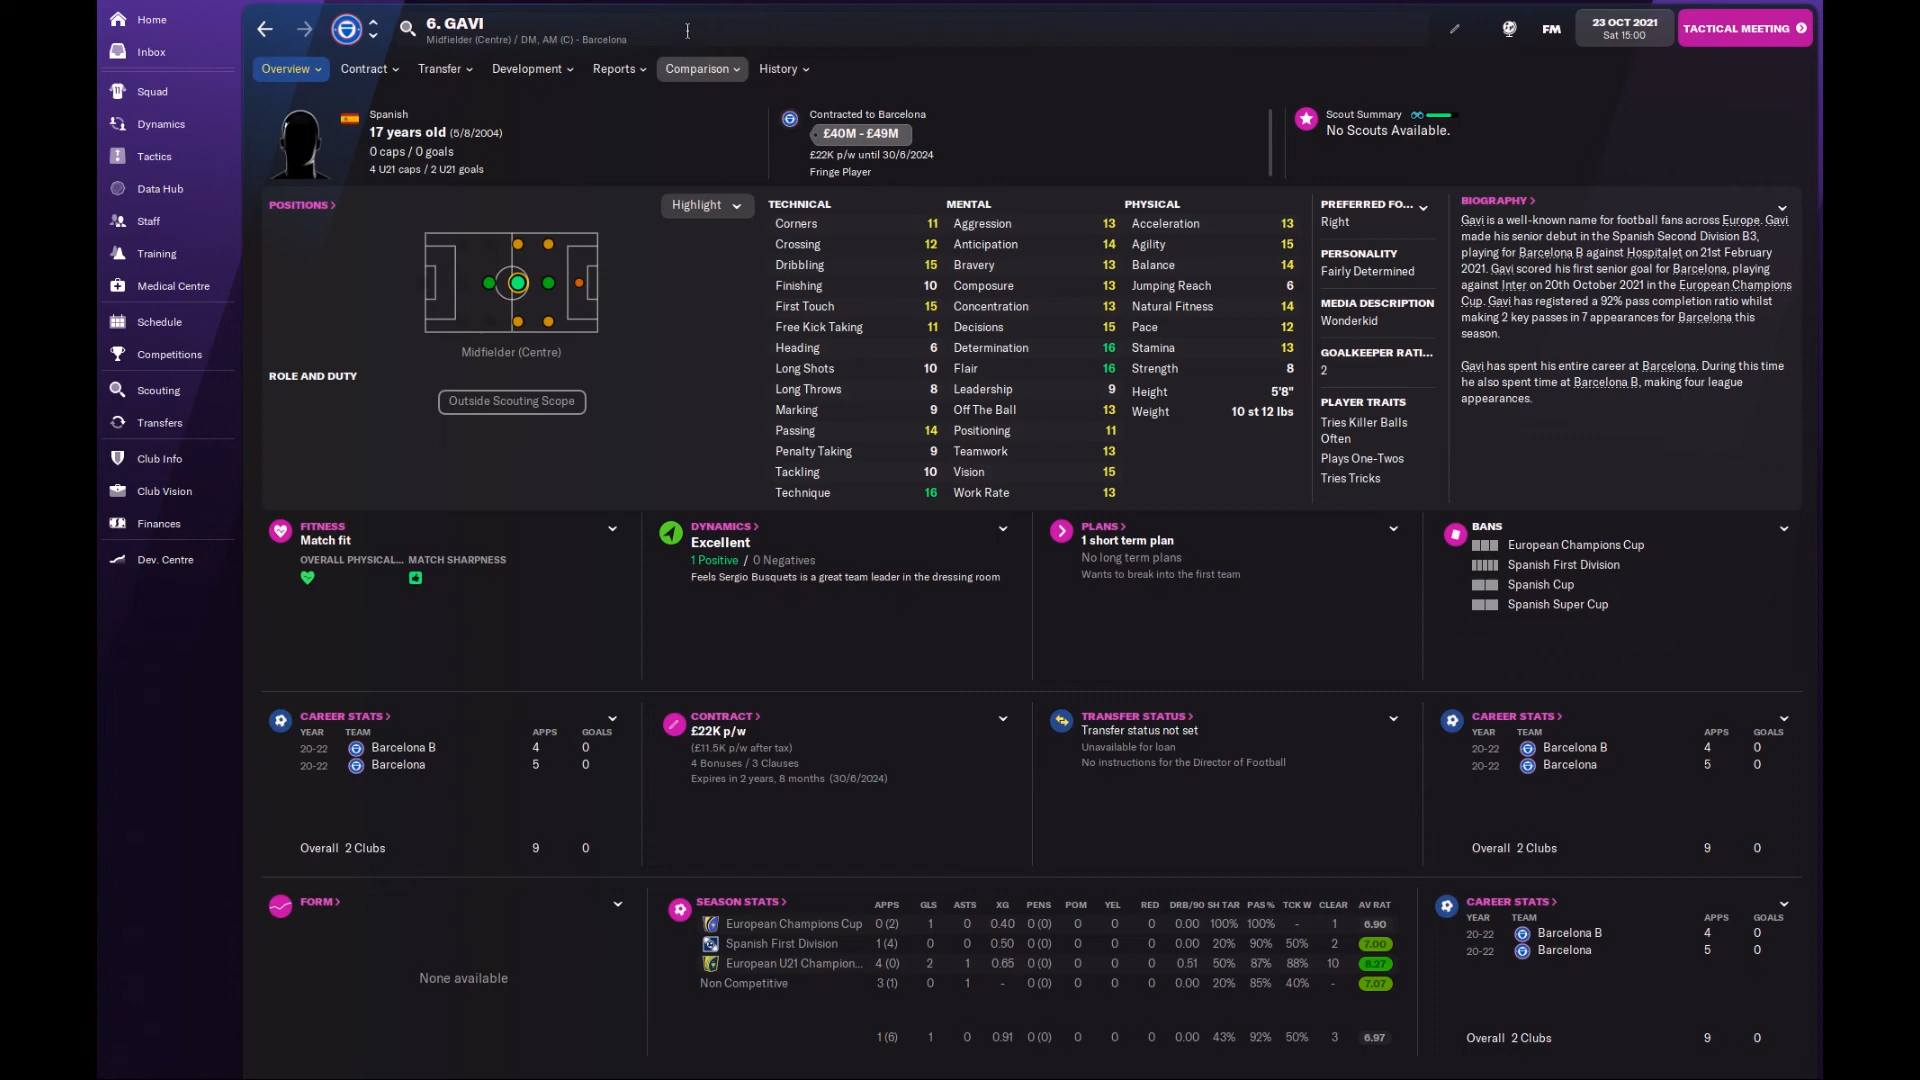 6. GAVI
Midfielder (Centre) / DM, AM (C) - Barcelona
FM
23 OCT 2021
Sat 15:00
TACTICAL MEETING
Home
Inbox
Squad
Dynamics
Tactics
Data Hub
Staff
Training
Medical Centre
Schedule
Competitions
Scouting
Transfers
Club Info
Club Vision
Finances
Dev. Centre
Overview Contract Transfer Development Reports Comparison History
Spanish
17 years old (5/8/2004)
0 caps / 0 goals
4 U21 caps / 2 U21 goals
Contracted to Barcelona
£40M - £49M
£22K p/w until 30/6/2024
Fringe Player
Scout Summary
No Scouts Available.
POSITIONS >
Highlight
Midfielder (Centre)
ROLE AND DUTY
Outside Scouting Scope
TECHNICAL
Corners 11
Crossing 12
Dribbling 15
Finishing 10
First Touch 15
Free Kick Taking 11
Heading 6
Long Shots 10
Long Throws 8
Marking 9
Passing 14
Penalty Taking 9
Tackling 10
Technique 16
MENTAL
Aggression 13
Anticipation 14
Bravery 13
Composure 13
Concentration 13
Decisions 15
Determination 16
Flair 16
Leadership 9
Off The Ball 13
Positioning 11
Teamwork 13
Vision 15
Work Rate 13
PHYSICAL
Acceleration 13
Agility 15
Balance 14
Jumping Reach 6
Natural Fitness 14
Pace 12
Stamina 13
Strength 8
Height 5'8"
Weight 10 st 12 lbs
PREFERRED FO...
Right
PERSONALITY
Fairly Determined
MEDIA DESCRIPTION
Wonderkid
GOALKEEPER RATI...
2
PLAYER TRAITS
Tries Killer Balls
Often
Plays One-Twos
Tries Tricks
BIOGRAPHY >
Gavi is a well-known name for football fans across Europe. Gavi
made his senior debut in the Spanish Second Division B3,
playing for Barcelona B against Hospitalet on 21st February
2021. Gavi scored his first senior goal for Barcelona, playing
against Inter on 20th October 2021 in the European Champions
Cup. Gavi has registered a 92% pass completion ratio whilst
making 2 key passes in 7 appearances for Barcelona this
season.
Gavi has spent his entire career at Barcelona. During this time
he also spent time at Barcelona B, making four league
appearances.
FITNESS
Match fit
OVERALL PHYSICAL... MATCH SHARPNESS
DYNAMICS >
Excellent
1 Positive / 0 Negatives
Feels Sergio Busquets is a great team leader in the dressing room
PLANS >
1 short term plan
No long term plans
Wants to break into the first team
BANS
European Champions Cup
Spanish First Division
Spanish Cup
Spanish Super Cup
CAREER STATS >
YEAR TEAM APPS GOALS
20-22 Barcelona B 4 0
20-22 Barcelona 5 0
Overall 2 Clubs 9 0
CONTRACT >
£22K p/w
(£11.5K p/w after tax)
4 Bonuses / 3 Clauses
Expires in 2 years, 8 months (30/6/2024)
TRANSFER STATUS >
Transfer status not set
Unavailable for loan
No instructions for the Director of Football
CAREER STATS >
YEAR TEAM APPS GOALS
20-22 Barcelona B 4 0
20-22 Barcelona 5 0
Overall 2 Clubs 9 0
FORM >
None available
SEASON STATS > APPS GLS ASTS XG PENS POM YEL RED DRB/90 SH TAR PAS % TCK W CLEAR AV RAT
European Champions Cup 0 (2) 1 0 0.40 0 (0) 0 0 0 0.00 100% 100% - 1 6.90
Spanish First Division 1 (4) 0 0 0.50 0 (0) 0 0 0 0.00 20% 90% 50% 2 7.00
European U21 Champion... 4 (0) 2 1 0.65 0 (0) 0 0 0 0.51 50% 87% 88% 10 8.27
Non Competitive 3 (1) 0 1 - 0 (0) 0 0 0 0.00 20% 85% 40% - 7.07
1 (6) 1 0 0.91 0 (0) 0 0 0 0.00 43% 92% 50% 3 6.97
CAREER STATS >
YEAR TEAM APPS GOALS
20-22 Barcelona B 4 0
20-22 Barcelona 5 0
Overall 2 Clubs 9 0